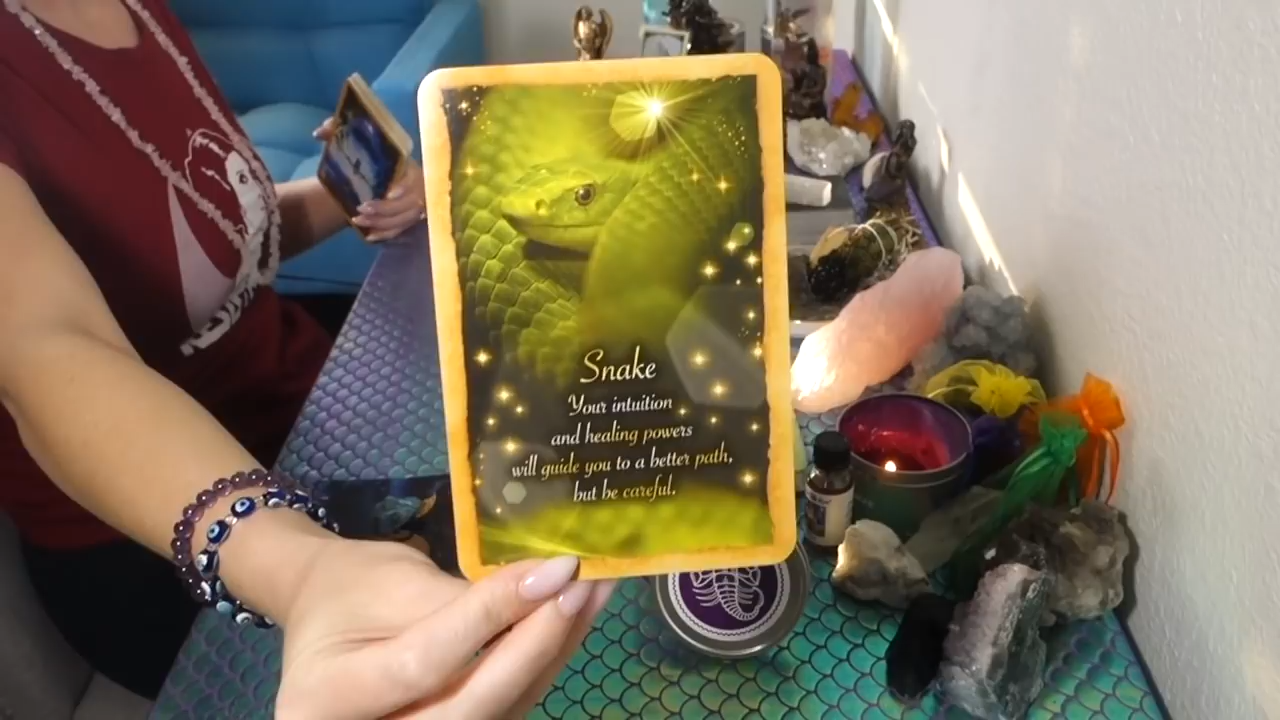 Snake
Your intuition
and healing powers
will guide you to a better path,
but be careful.